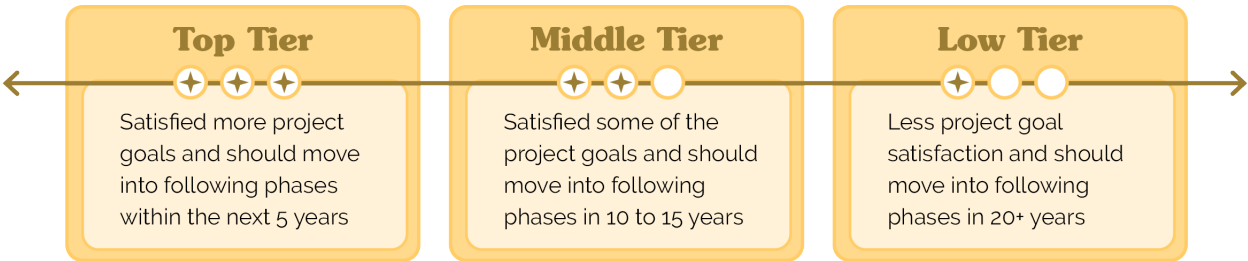 Top Tier
Satisfied more project
goals and should move
into following phases
within the next 5 years
Middle Tier
Satisfied some of the
project goals and should
move into following
phases in 10 to 15 years
Low Tier
Less project goal
satisfaction and should
move into following
phases in 20+ years